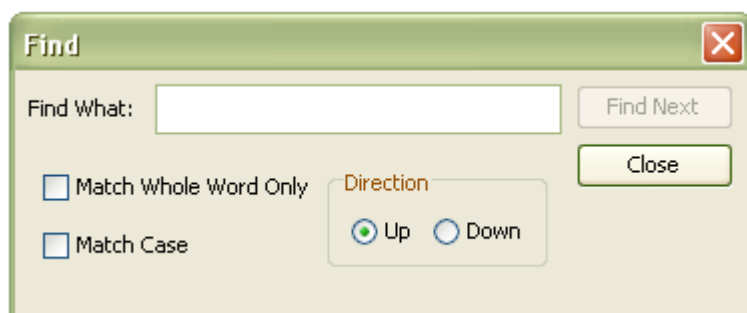 Find
Find What:
Find Next
Close
Match Whole Word Only
Direction
Match Case
Up
Down